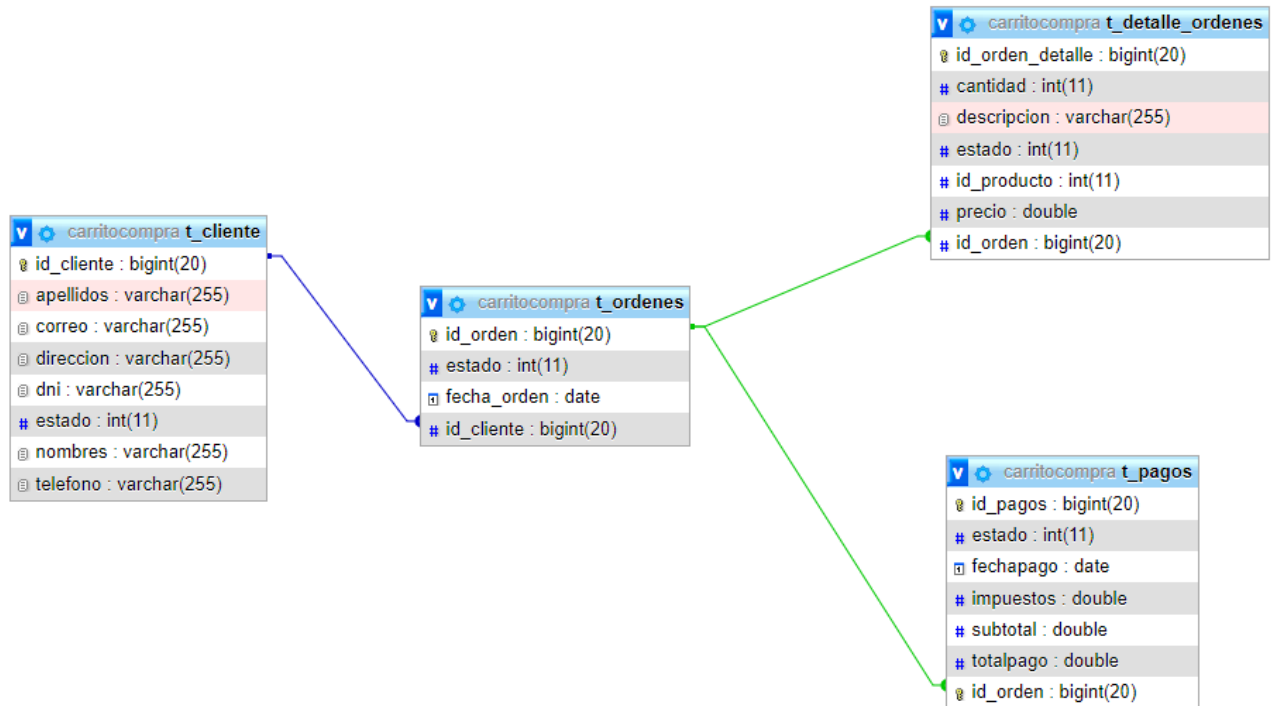 carritocompra t_detalle_ordenes
id_orden_detalle : bigint(20)
# cantidad : int(11)
descripcion : varchar(255)
# estado : int(11)
# id_producto : int(11)
# precio : double
# id_orden : bigint(20)
v carritocompra t_cliente
id_cliente : bigint(20)
apellidos : varchar(255)
correo : varchar(255)
direccion : varchar(255)
dni : varchar(255)
# estado : int(11)
nombres : varchar(255)
telefono : varchar(255)
v carritocompra t_ordenes
id_orden : bigint(20)
# estado : int(11)
fecha_orden : date
# id_cliente : bigint(20)
v carritocompra t_pagos
id_pagos : bigint(20)
# estado : int(11)
fechapago : date
# impuestos : double
# subtotal : double
# totalpago : double
id_orden : bigint(20)